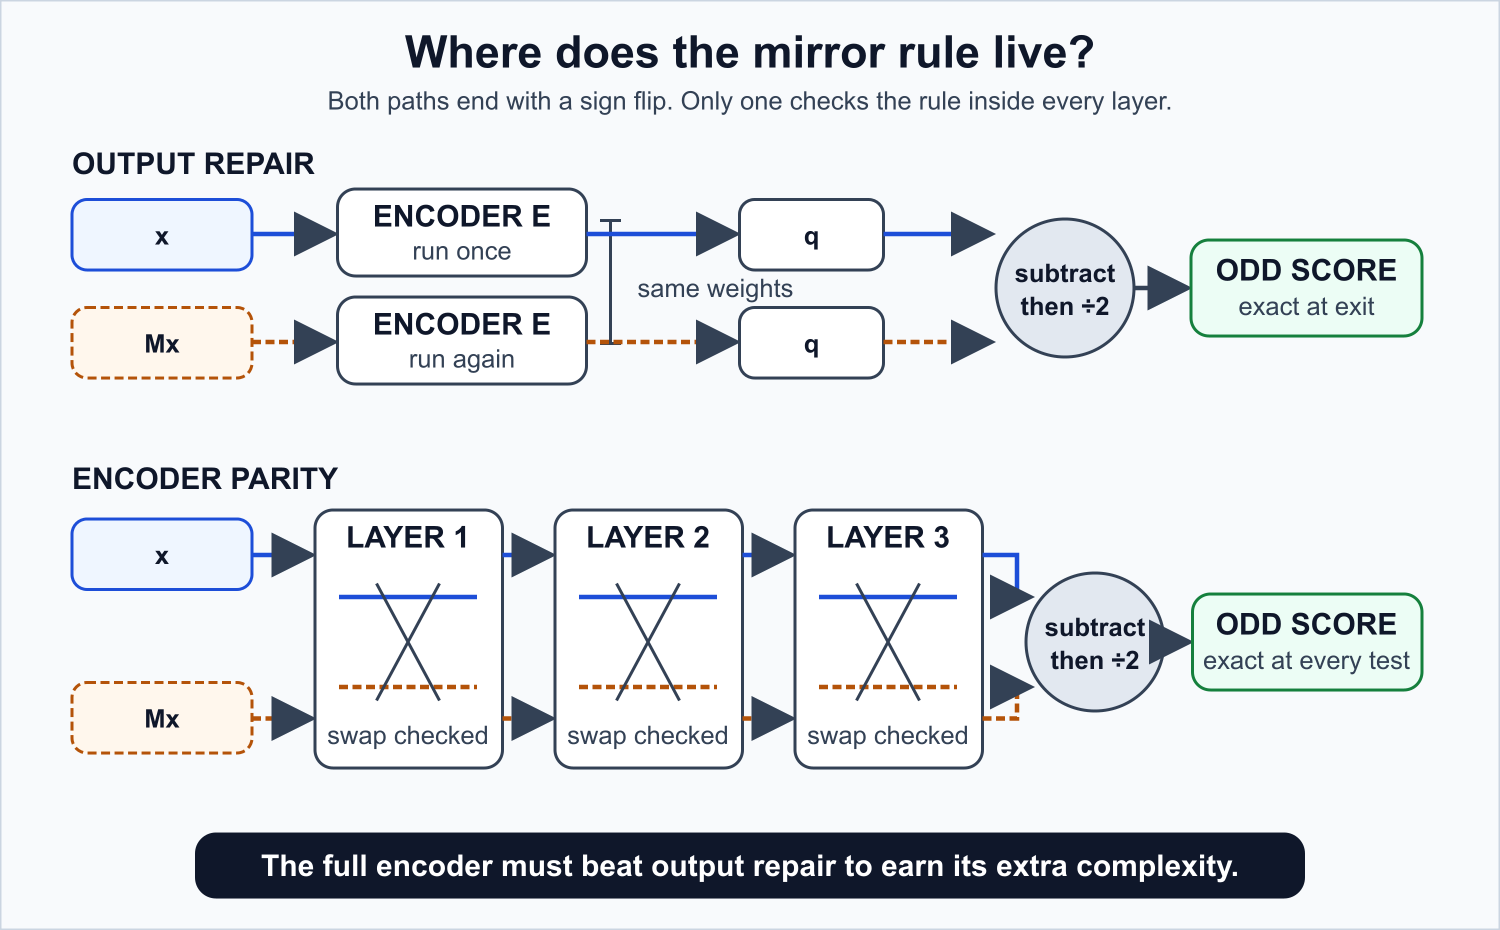 Where does the mirror rule live?
Both paths end with a sign flip. Only one checks the rule inside every layer.
OUTPUT REPAIR
x
ENCODER E
run once
q
same weights
Mx
ENCODER E
run again
q
subtract
then ÷2
ODD SCORE
exact at exit
ENCODER PARITY
x
Mx
LAYER 1
swap checked
LAYER 2
swap checked
LAYER 3
swap checked
subtract
then ÷2
ODD SCORE
exact at every test
The full encoder must beat output repair to earn its extra complexity.